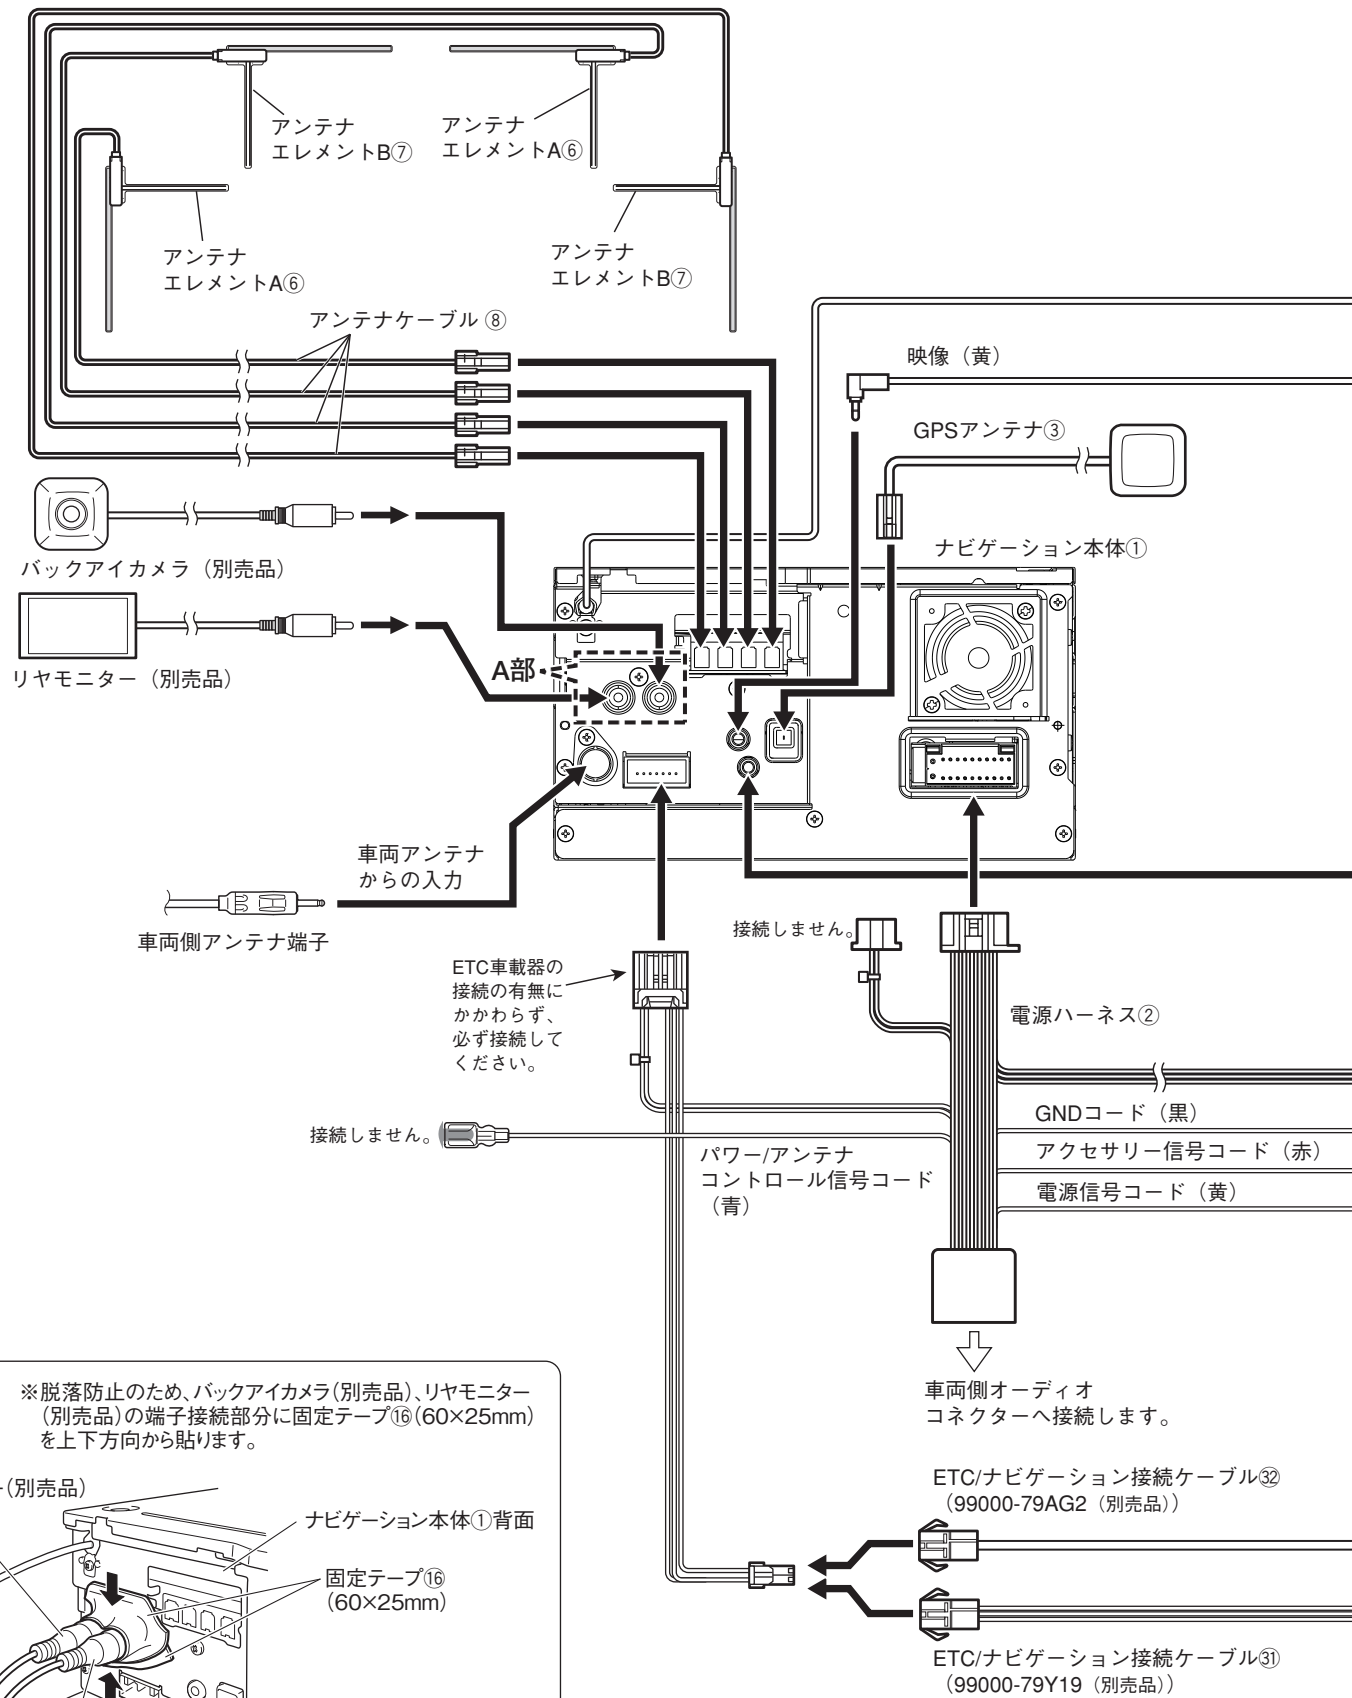 アンテナ
エレメントB⑦
アンテナ
エレメントA⑥
アンテナ
エレメントA⑥
アンテナ
エレメントB⑦
アンテナケーブル ⑧
映像（黄）
GPSアンテナ③
ナビゲーション本体①
バックアイカメラ（別売品）
リヤモニター（別売品）
A部
車両アンテナ
からの入力
車両側アンテナ端子
接続しません。
ETC車載器の
接続の有無に
かかわらず、
必ず接続して
ください。
電源ハーネス②
GNDコード（黒）
接続しません。
アクセサリー信号コード（赤）
パワー/アンテナ
コントロール信号コード
（青）
電源信号コード（黄）
車両側オーディオ
コネクターへ接続します。
※脱落防止のため、バックアイカメラ(別売品)、リヤモニター
(別売品)の端子接続部分に固定テープ⑯(60×25mm)
を上下方向から貼ります。
(別売品)
ナビゲーション本体①背面
固定テープ⑯
(60×25mm)
ETC/ナビゲーション接続ケーブル㉜
（99000-79AG2（別売品））
ETC/ナビゲーション接続ケーブル㉛
（99000-79Y19（別売品））